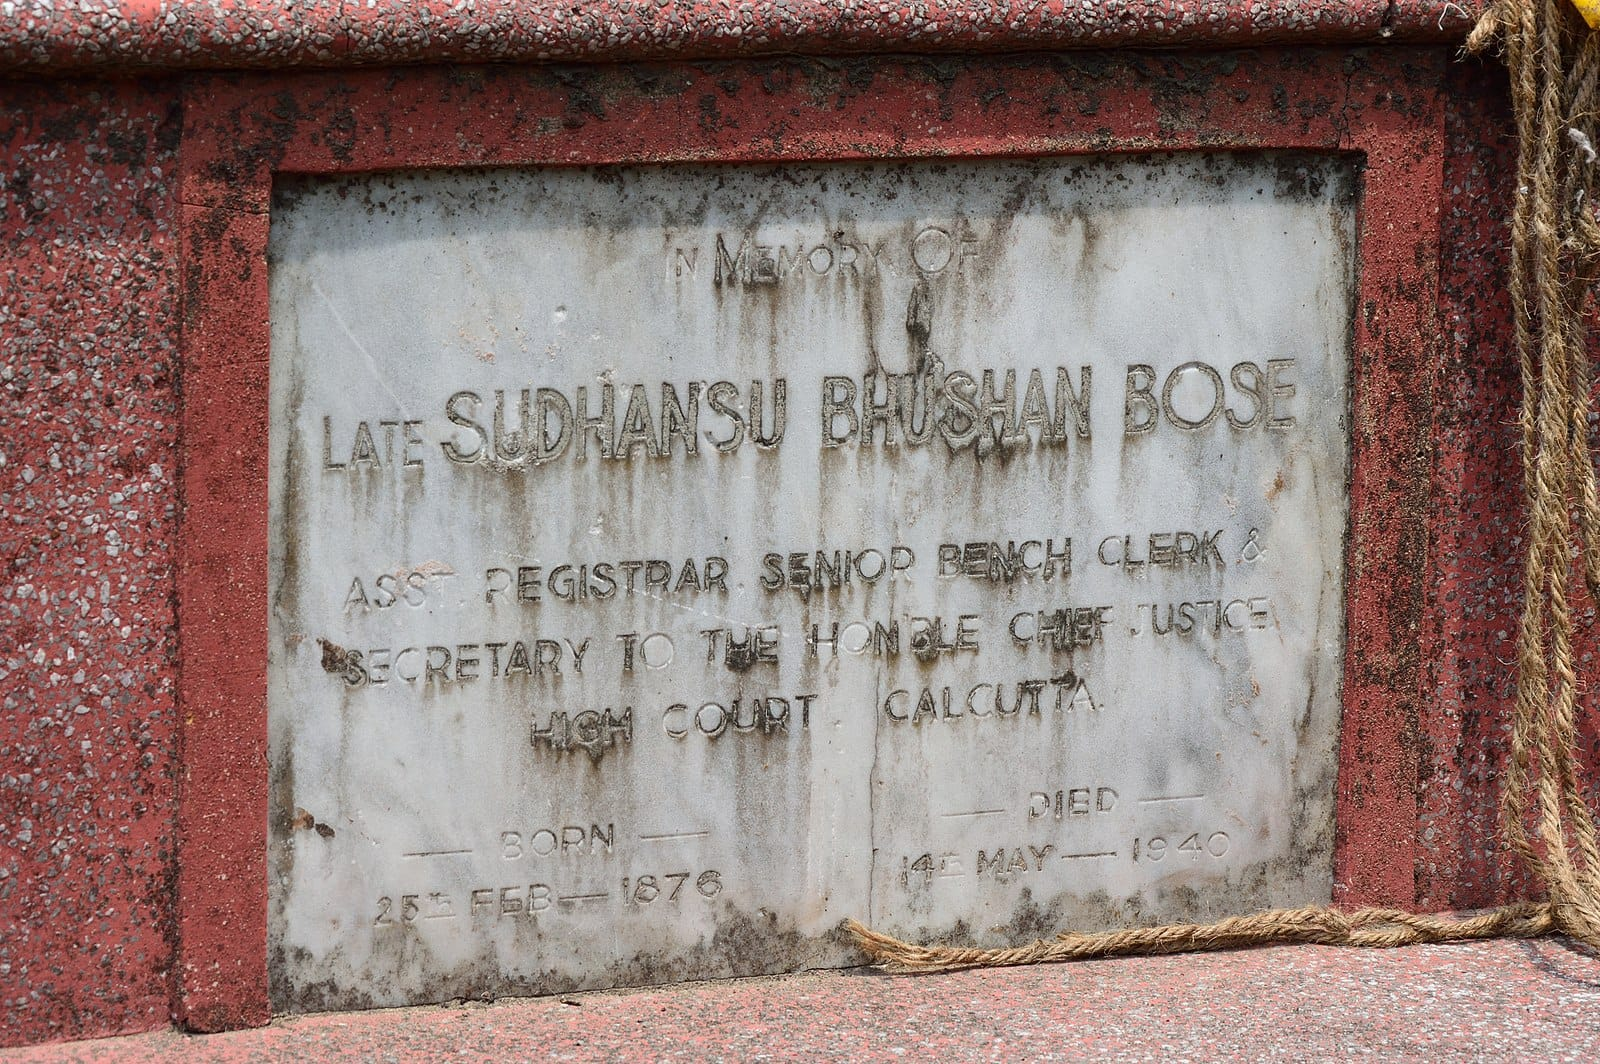 IN MEMORY OF
LATE SUDHANSU BHUSHAN BOSE
ASST. REGISTRAR, SENIOR BENCH CLERK &
SECRETARY TO THE HON'BLE CHIEF JUSTICE
HIGH COURT, CALCUTTA.
— BORN —
25TH FEB — 1876
— DIED —
14TH MAY — 1940